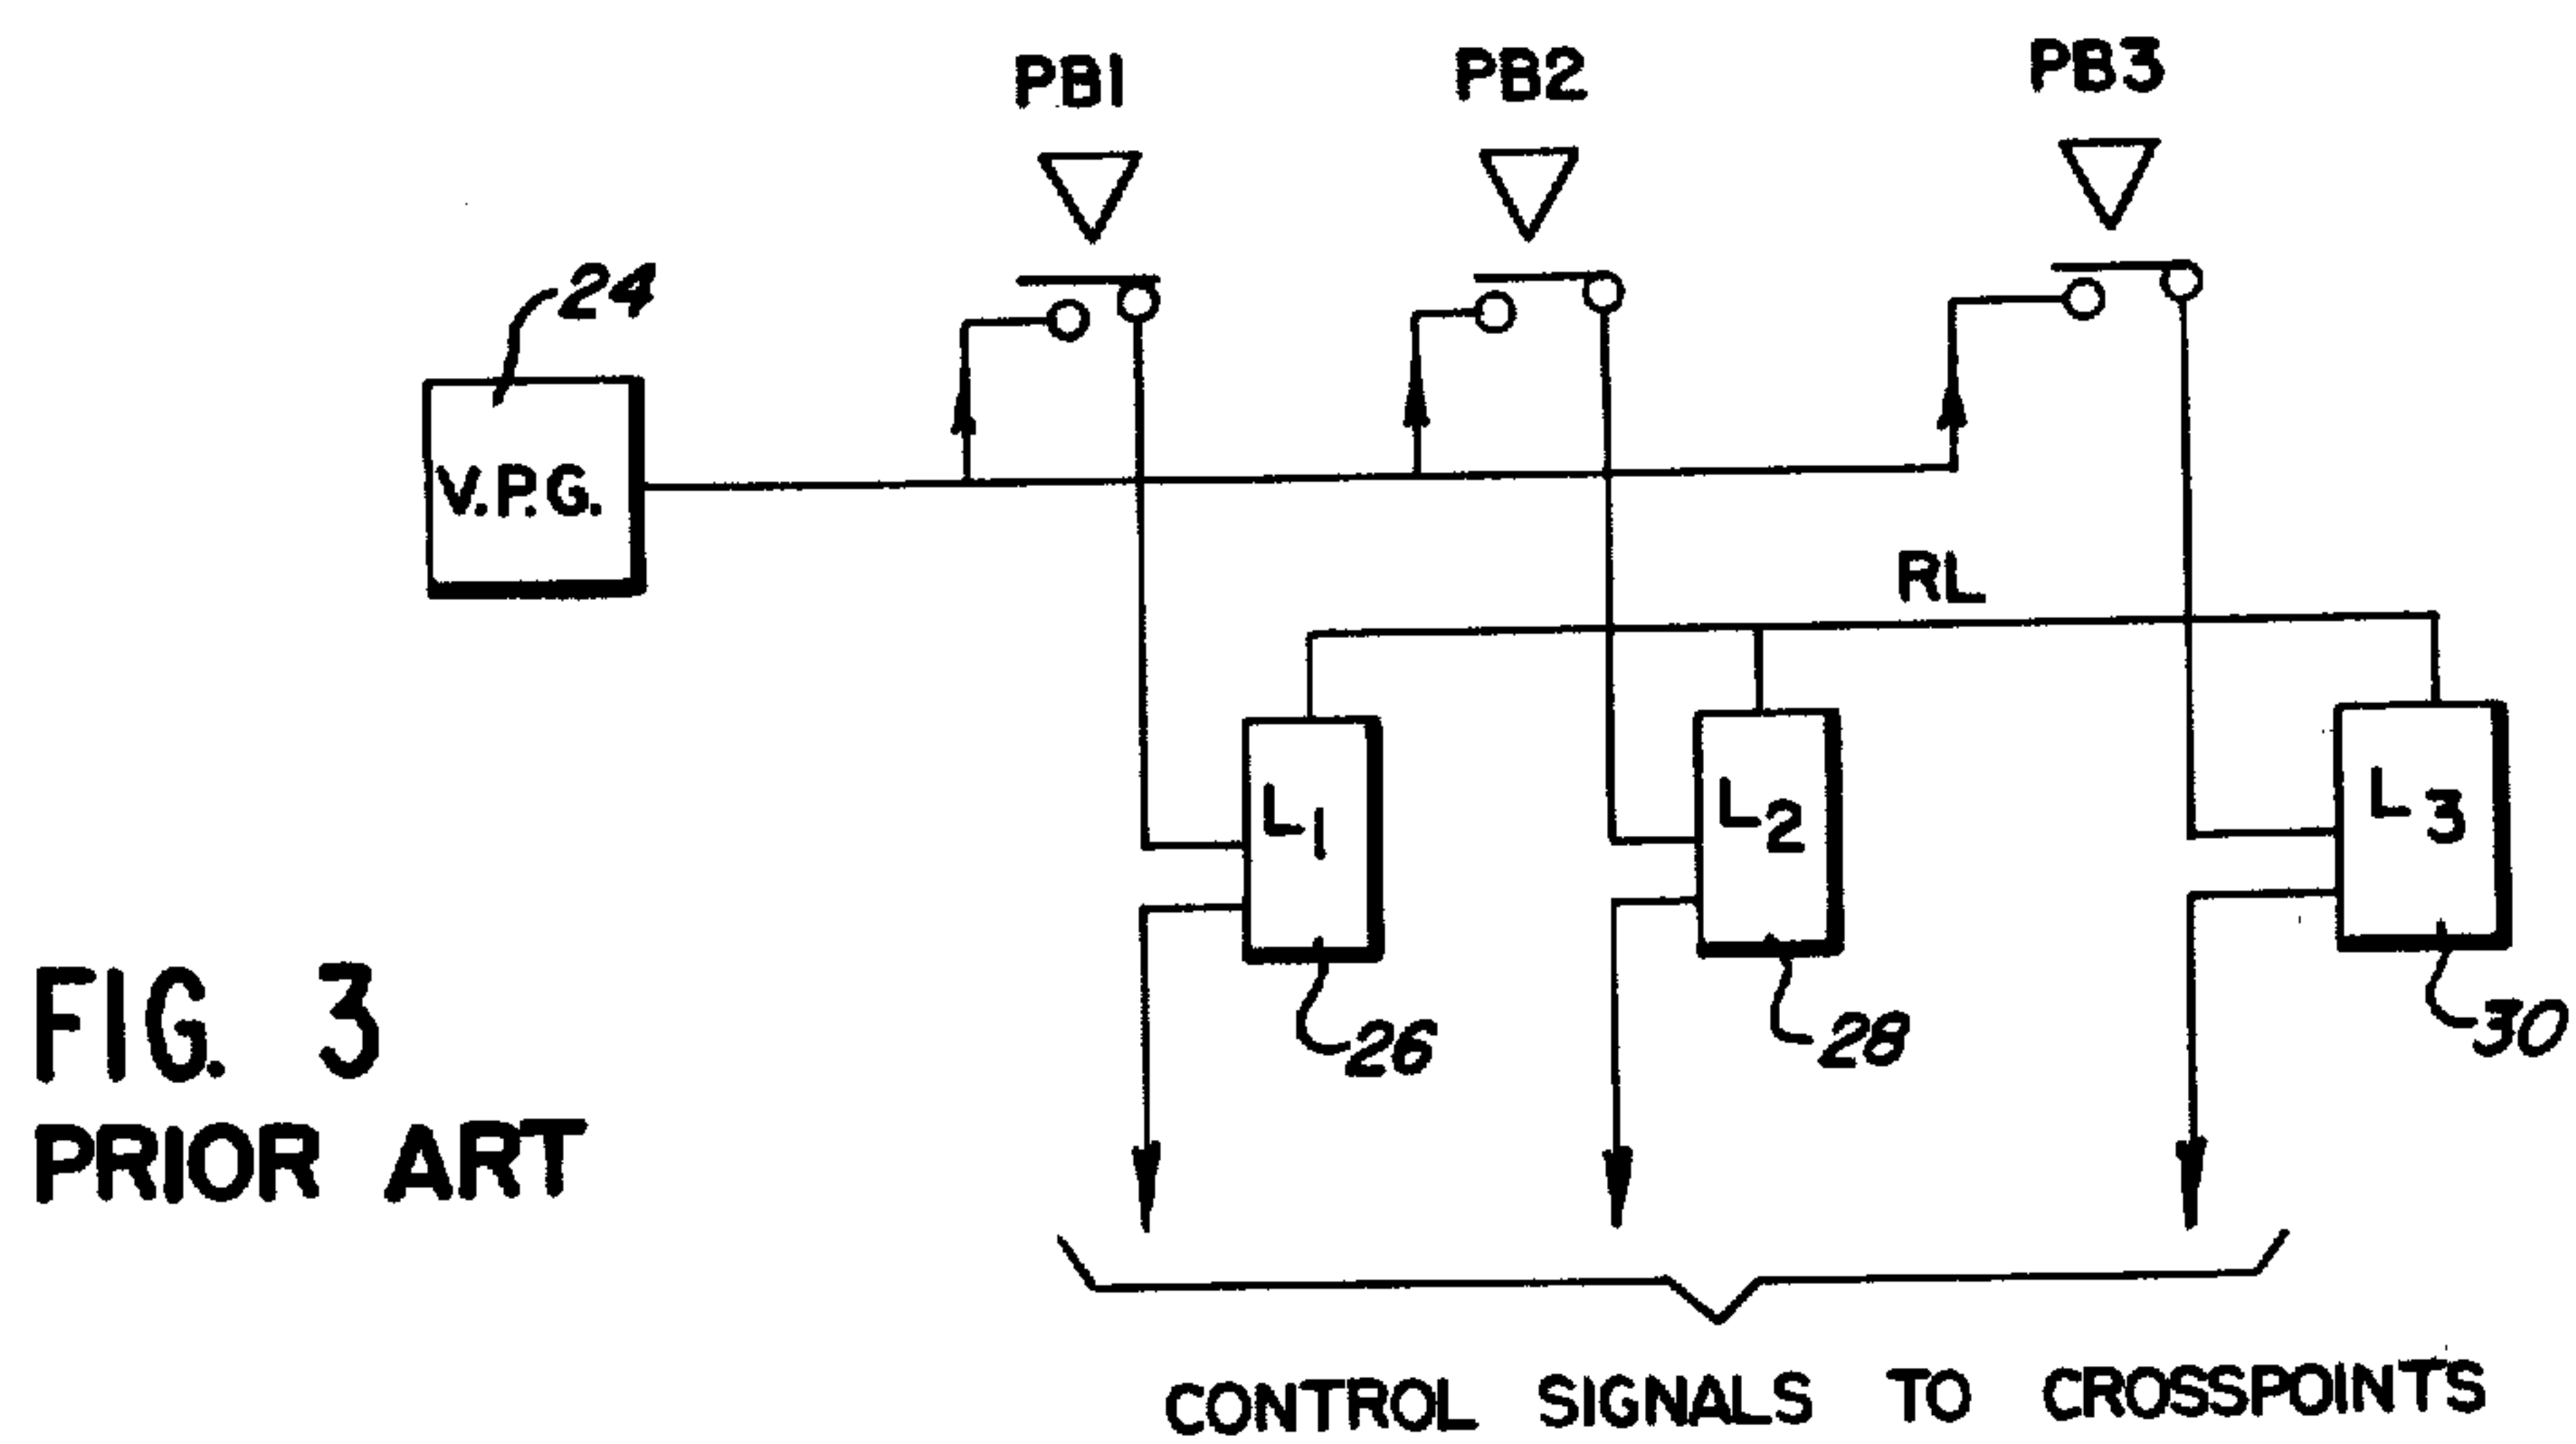 PB1
PB2
PB3
24
V.P.G.
RL
L1
L2
L3
26
28
30
FIG. 3
PRIOR ART
CONTROL SIGNALS TO CROSSPOINTS